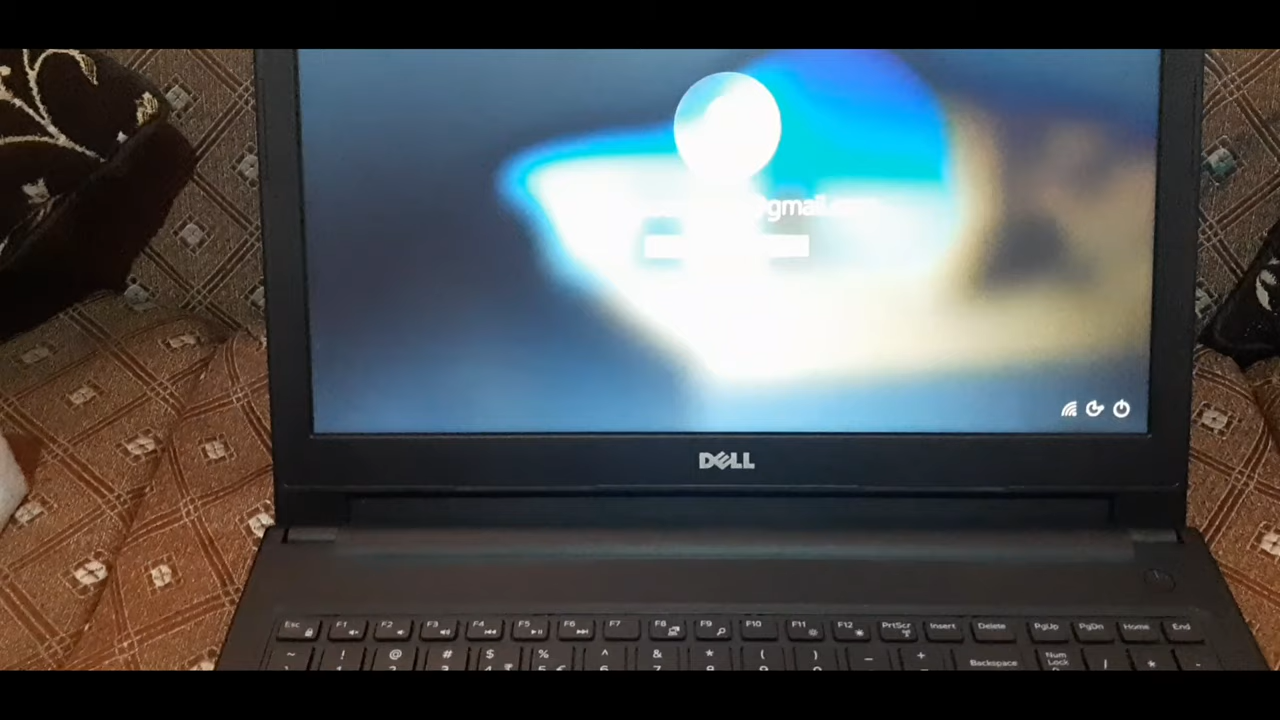 @gmail.
DELL
Esc F1 F2 F3 F4 F5 F6 F7 F8 F9 F10 F11 F12 PrtScr Insert Delete PgUp PgDn Home End
~ ! @ # $ % ^ & * ( ) _ + Backspace Num Lock / * -